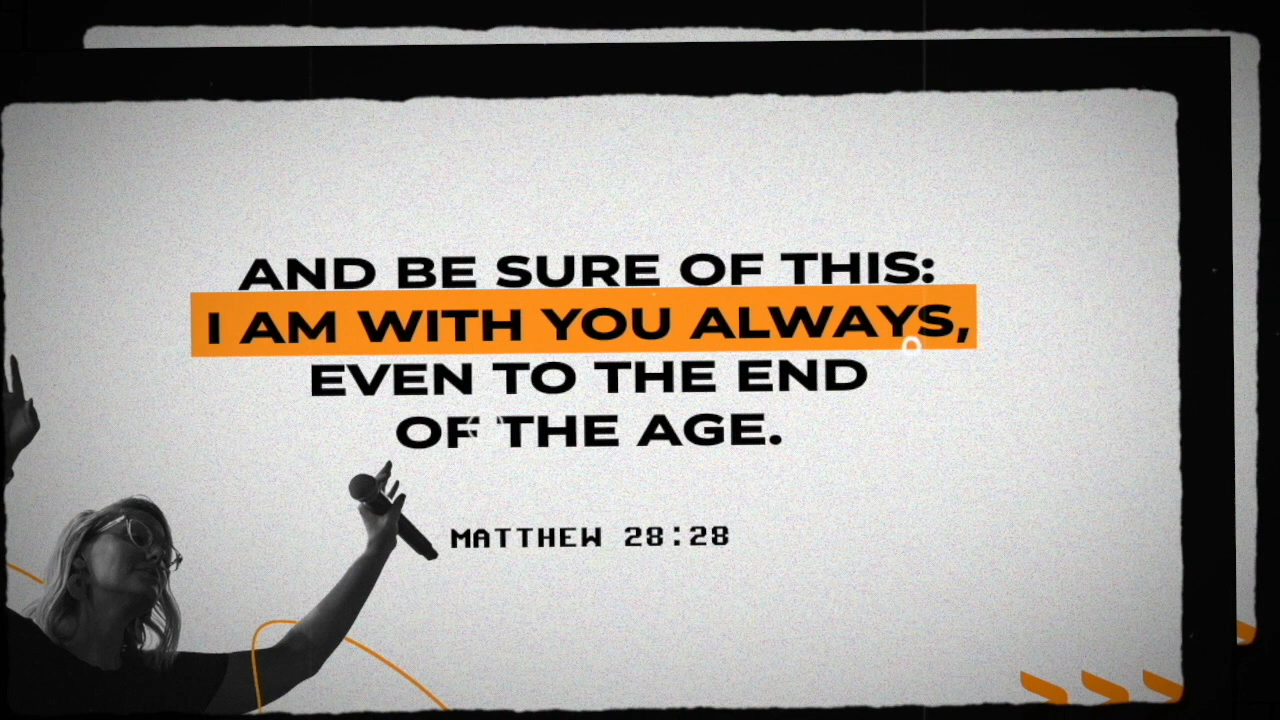 AND BE SURE OF THIS:
I AM WITH YOU ALWAYS,
EVEN TO THE END
OF THE AGE.
MATTHEW 28:28